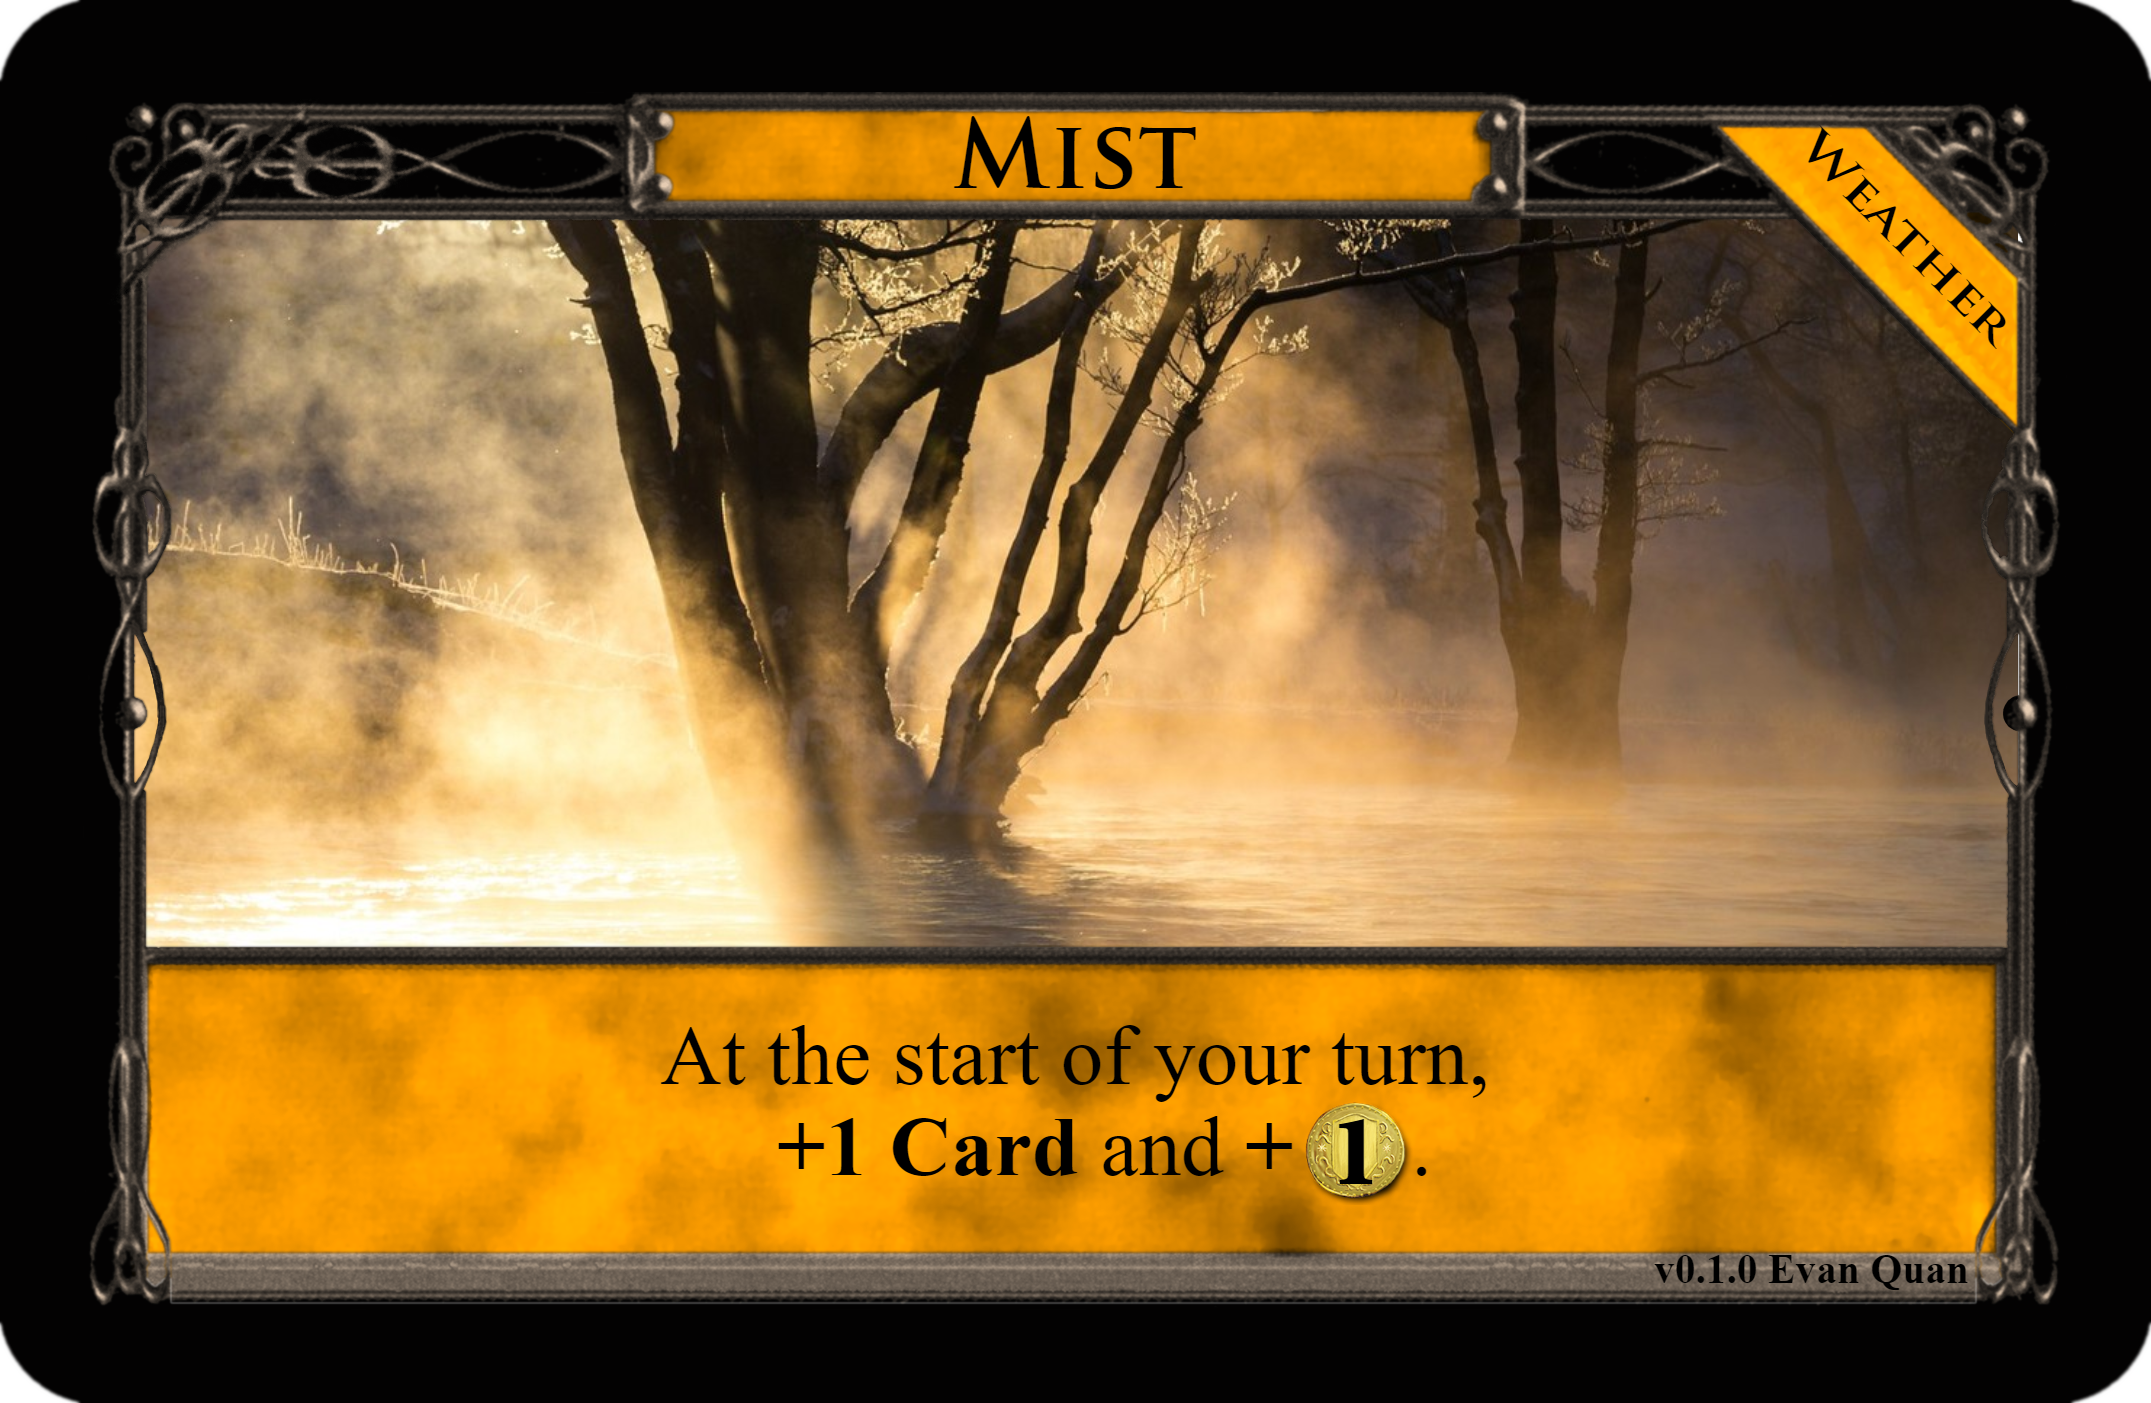 MIST
WEATHER
At the start of your turn,
+1 Card and +1.
v0.1.0 Evan Quan